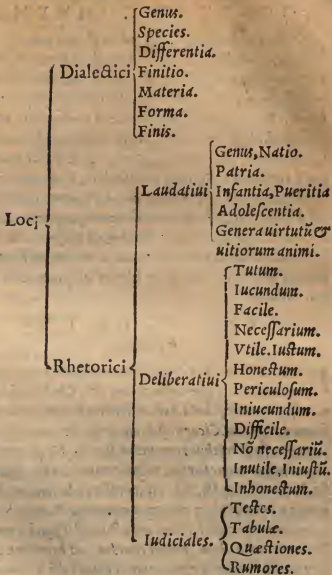 Genus.
Species.
Differentia.
Dialectici Finitio.
Materia.
Forma.
Finis.
Genus, Natio.
Patria.
Laudatiui Infantia, Pueritia
Adolescentia.
Genera uirtutũ &
uitiorum animi.
Loci
Tutum.
Iucundum.
Facile.
Necessarium.
Vtile. Iustum.
Honestum.
Rhetorici Deliberatiui Periculosum.
Iniucundum.
Difficile.
Nõ necessariũ.
Inutile, Iniustũ.
Inhonestum.
Testes.
Iudiciales. Tabulæ.
Quæstiones.
Rumores.